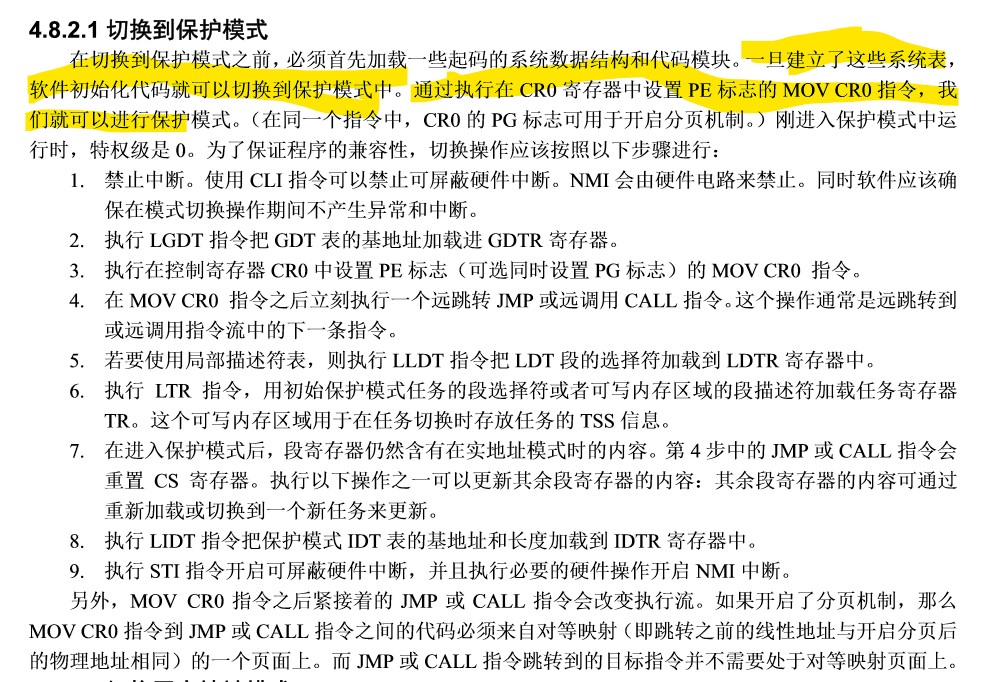 4.8.2.1 切换到保护模式
在切换到保护模式之前，必须首先加载一些起码的系统数据结构和代码模块。一旦建立了这些系统表，
软件初始化代码就可以切换到保护模式中。通过执行在 CR0 寄存器中设置 PE 标志的 MOV CR0 指令，我
们就可以进行保护模式。（在同一个指令中，CR0 的 PG 标志可用于开启分页机制。）刚进入保护模式中运
行时，特权级是 0。为了保证程序的兼容性，切换操作应该按照以下步骤进行：
1. 禁止中断。使用 CLI 指令可以禁止可屏蔽硬件中断。NMI 会由硬件电路来禁止。同时软件应该确
保在模式切换操作期间不产生异常和中断。
2. 执行 LGDT 指令把 GDT 表的基地址加载进 GDTR 寄存器。
3. 执行在控制寄存器 CR0 中设置 PE 标志（可选同时设置 PG 标志）的 MOV CR0 指令。
4. 在 MOV CR0 指令之后立刻执行一个远跳转 JMP 或远调用 CALL 指令。这个操作通常是远跳转到
或远调用指令流中的下一条指令。
5. 若要使用局部描述符表，则执行 LLDT 指令把 LDT 段的选择符加载到 LDTR 寄存器中。
6. 执行 LTR 指令，用初始保护模式任务的段选择符或者可写内存区域的段描述符加载任务寄存器
TR。这个可写内存区域用于在任务切换时存放任务的 TSS 信息。
7. 在进入保护模式后，段寄存器仍然含有在实地址模式时的内容。第 4 步中的 JMP 或 CALL 指令会
重置 CS 寄存器。执行以下操作之一可以更新其余段寄存器的内容：其余段寄存器的内容可通过
重新加载或切换到一个新任务来更新。
8. 执行 LIDT 指令把保护模式 IDT 表的基地址和长度加载到 IDTR 寄存器中。
9. 执行 STI 指令开启可屏蔽硬件中断，并且执行必要的硬件操作开启 NMI 中断。
另外，MOV CR0 指令之后紧接着的 JMP 或 CALL 指令会改变执行流。如果开启了分页机制，那么
MOV CR0 指令到 JMP 或 CALL 指令之间的代码必须来自对等映射（即跳转之前的线性地址与开启分页后
的物理地址相同）的一个页面上。而 JMP 或 CALL 指令跳转到的目标指令并不需要处于对等映射页面上。